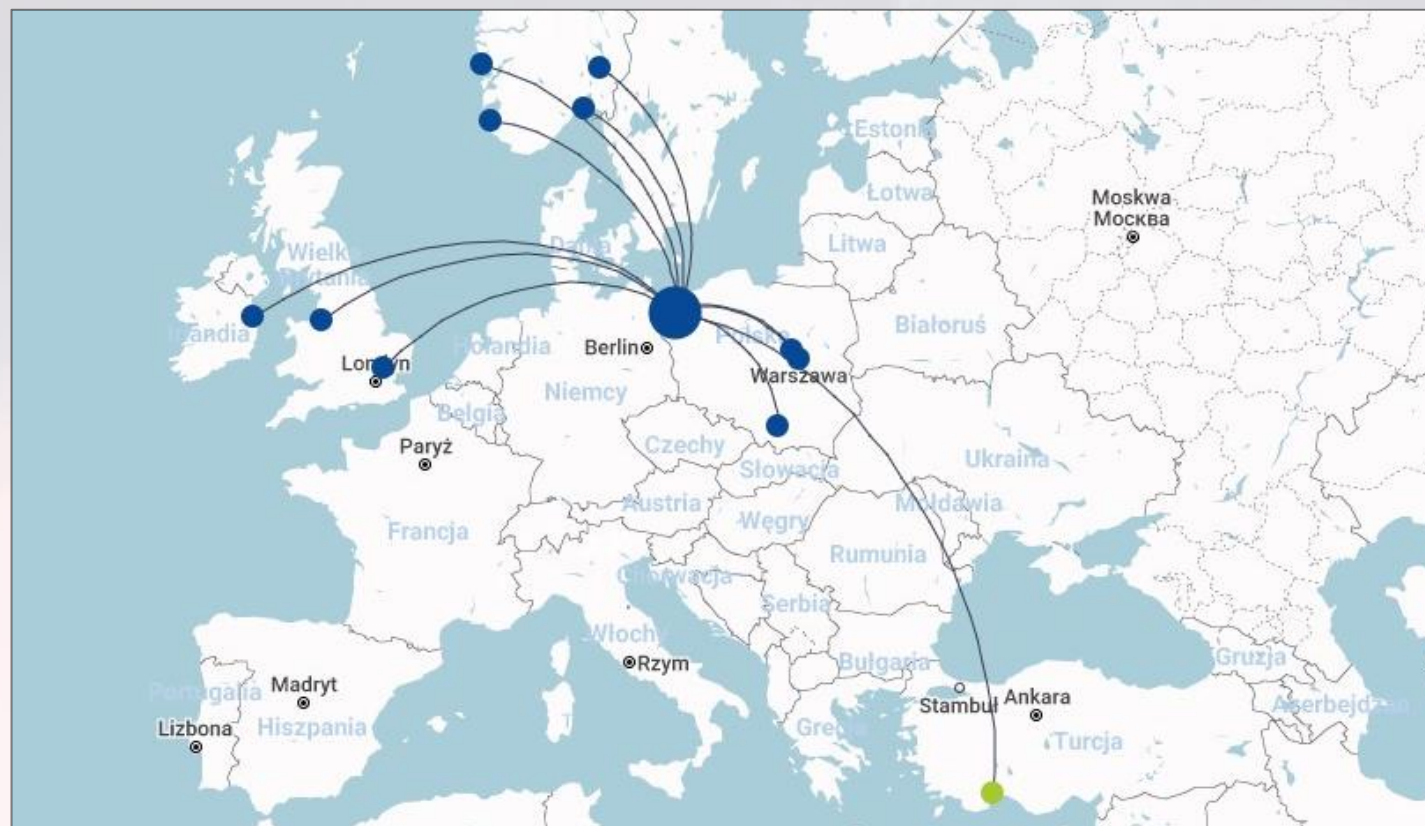 Estonia
Łotwa
Moskwa
Москва
Litwa
Dania
Wielka
Brytania
Białoruś
Irlandia
Polska
Holandia
Berlin
Londyn
Warszawa
Niemcy
Belgia
Paryż
Czechy
Słowacja
Ukraina
Austria
Mołdawia
Węgry
Francja
Rumunia
Chorwacja
Serbia
Włochy
Bułgaria
Gruzja
Rzym
Portugalia
Madryt
Stambuł
Ankara
Azerbejdżan
Lizbona
Hiszpania
Grecja
Turcja